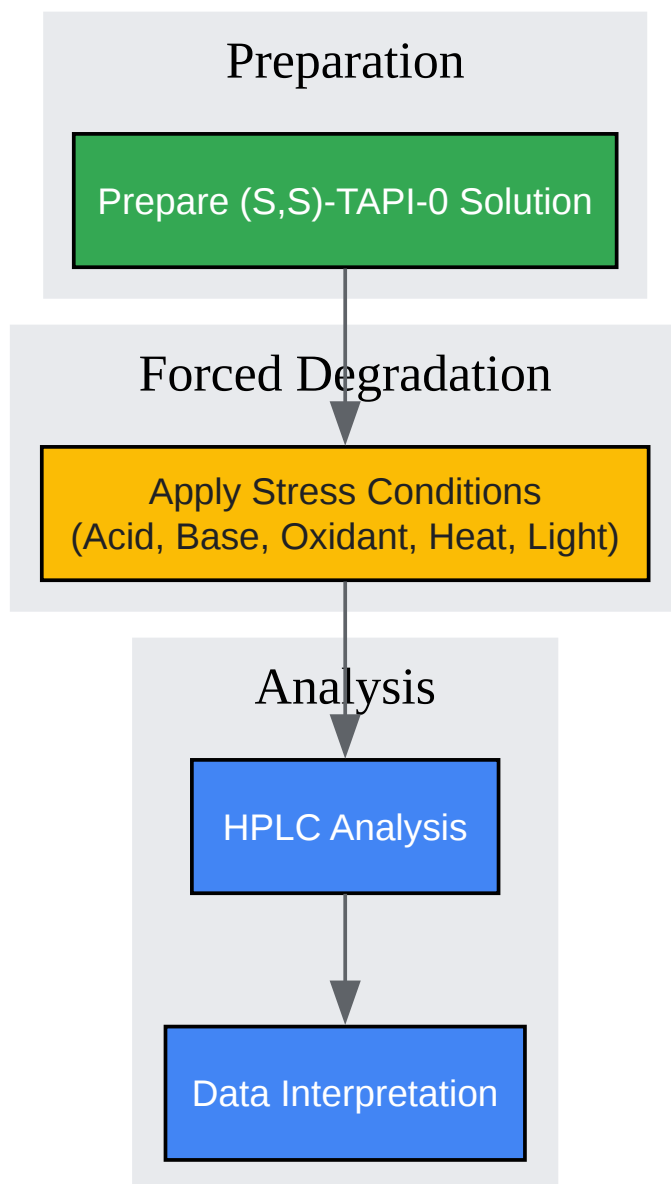 Preparation
Prepare (S,S)-TAPI-0 Solution
Forced Degradation
Apply Stress Conditions
(Acid, Base, Oxidant, Heat, Light)
Analysis
HPLC Analysis
Data Interpretation